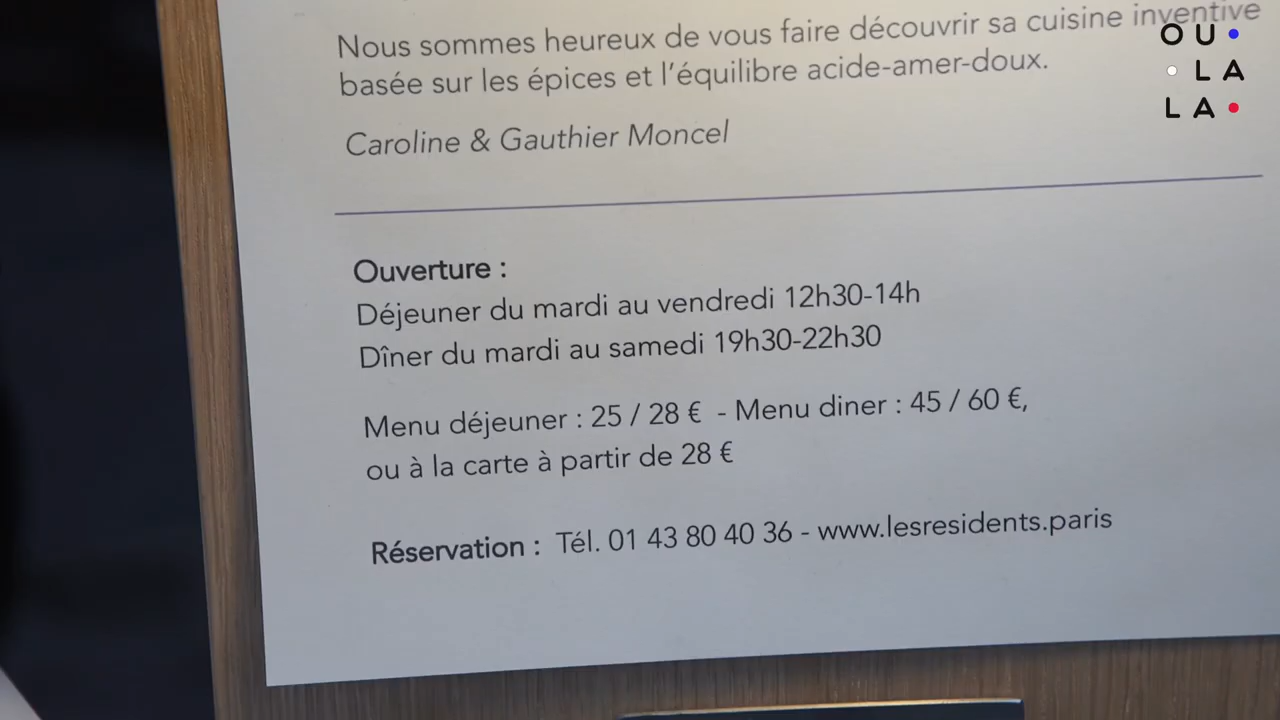 Nous sommes heureux de vous faire découvrir sa cuisine inventive
basée sur les épices et l'équilibre acide-amer-doux.
Caroline & Gauthier Moncel
Ouverture :
Déjeuner du mardi au vendredi 12h30-14h
Dîner du mardi au samedi 19h30-22h30
Menu déjeuner : 25 / 28 € - Menu diner : 45 / 60 €,
ou à la carte à partir de 28 €
Réservation : Tél. 01 43 80 40 36 - www.lesresidents.paris
OU
LA
LA